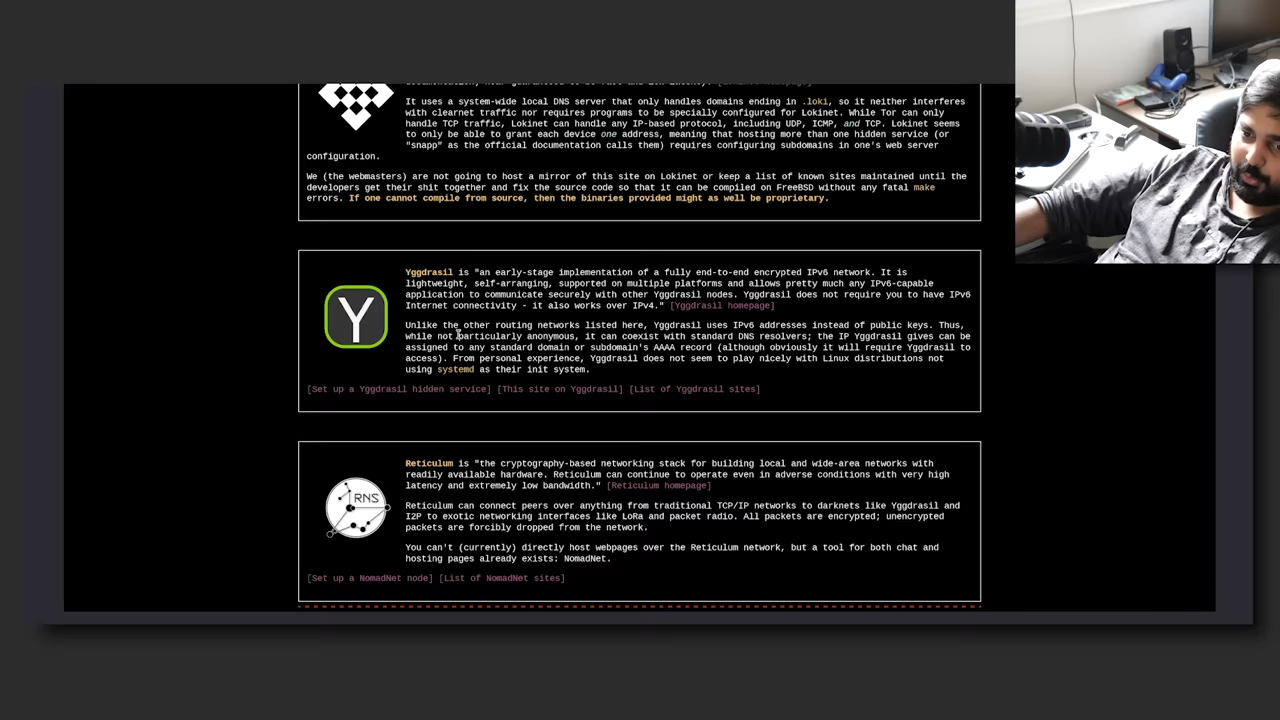 It uses a system-wide local DNS server that only handles domains ending in .loki, so it neither interferes
with clearnet traffic nor requires programs to be specially configured for Lokinet. While Tor can only
handle TCP traffic, Lokinet can handle any IP-based protocol, including UDP, ICMP, and TCP. Lokinet seems
to only be able to grant each device one address, meaning that hosting more than one hidden service (or
"snapp" as the official documentation calls them) requires configuring subdomains in one's web server
configuration.
We (the webmasters) are not going to host a mirror of this site on Lokinet or keep a list of known sites maintained until the
developers get their shit together and fix the source code so that it can be compiled on FreeBSD without any fatal make
errors. If one cannot compile from source, then the binaries provided might as well be proprietary.
Y
Yggdrasil is "an early-stage implementation of a fully end-to-end encrypted IPv6 network. It is
lightweight, self-arranging, supported on multiple platforms and allows pretty much any IPv6-capable
application to communicate securely with other Yggdrasil nodes. Yggdrasil does not require you to have IPv6
Internet connectivity - it also works over IPv4." [Yggdrasil homepage]
Unlike the other routing networks listed here, Yggdrasil uses IPv6 addresses instead of public keys. Thus,
while not particularly anonymous, it can coexist with standard DNS resolvers; the IP Yggdrasil gives can be
assigned to any standard domain or subdomain's AAAA record (although obviously it will require Yggdrasil to
access). From personal experience, Yggdrasil does not seem to play nicely with Linux distributions not
using systemd as their init system.
[Set up a Yggdrasil hidden service] [This site on Yggdrasil] [List of Yggdrasil sites]
RNS
Reticulum is "the cryptography-based networking stack for building local and wide-area networks with
readily available hardware. Reticulum can continue to operate even in adverse conditions with very high
latency and extremely low bandwidth." [Reticulum homepage]
Reticulum can connect peers over anything from traditional TCP/IP networks to darknets like Yggdrasil and
I2P to exotic networking interfaces like LoRa and packet radio. All packets are encrypted; unencrypted
packets are forcibly dropped from the network.
You can't (currently) directly host webpages over the Reticulum network, but a tool for both chat and
hosting pages already exists: NomadNet.
[Set up a NomadNet node] [List of NomadNet sites]